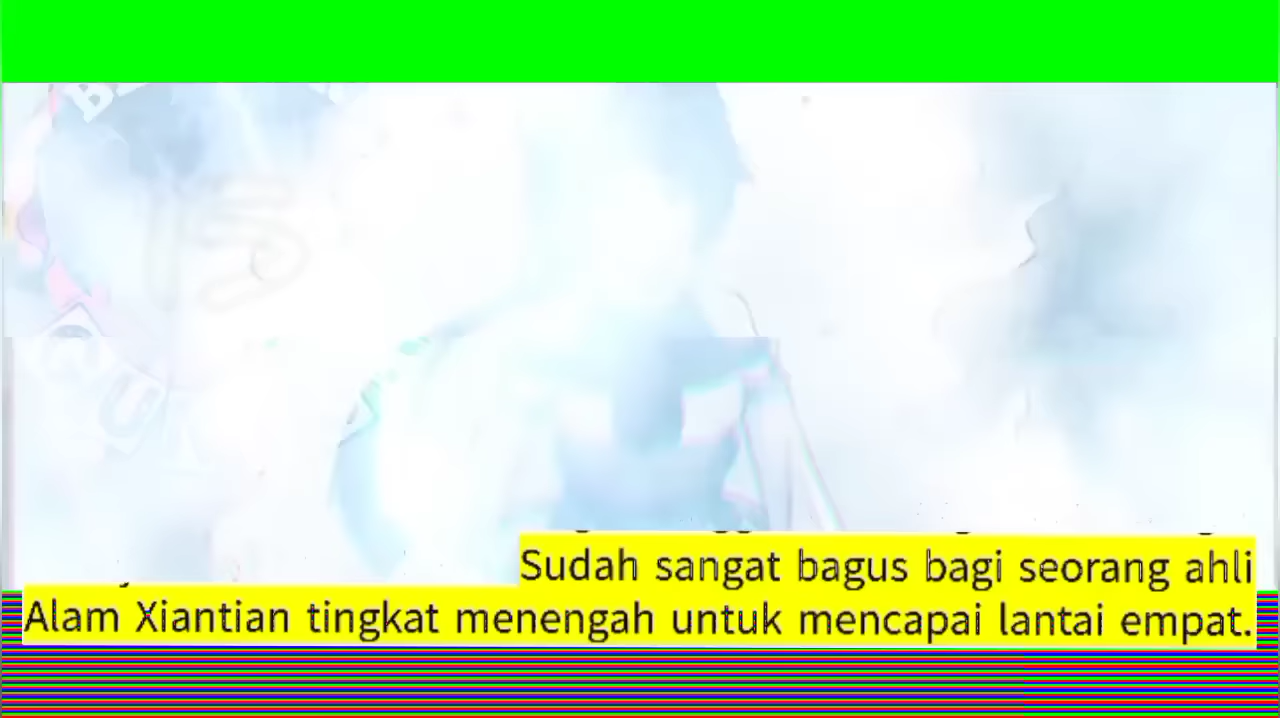 Sudah sangat bagus bagi seorang ahli
Alam Xiantian tingkat menengah untuk mencapai lantai empat.